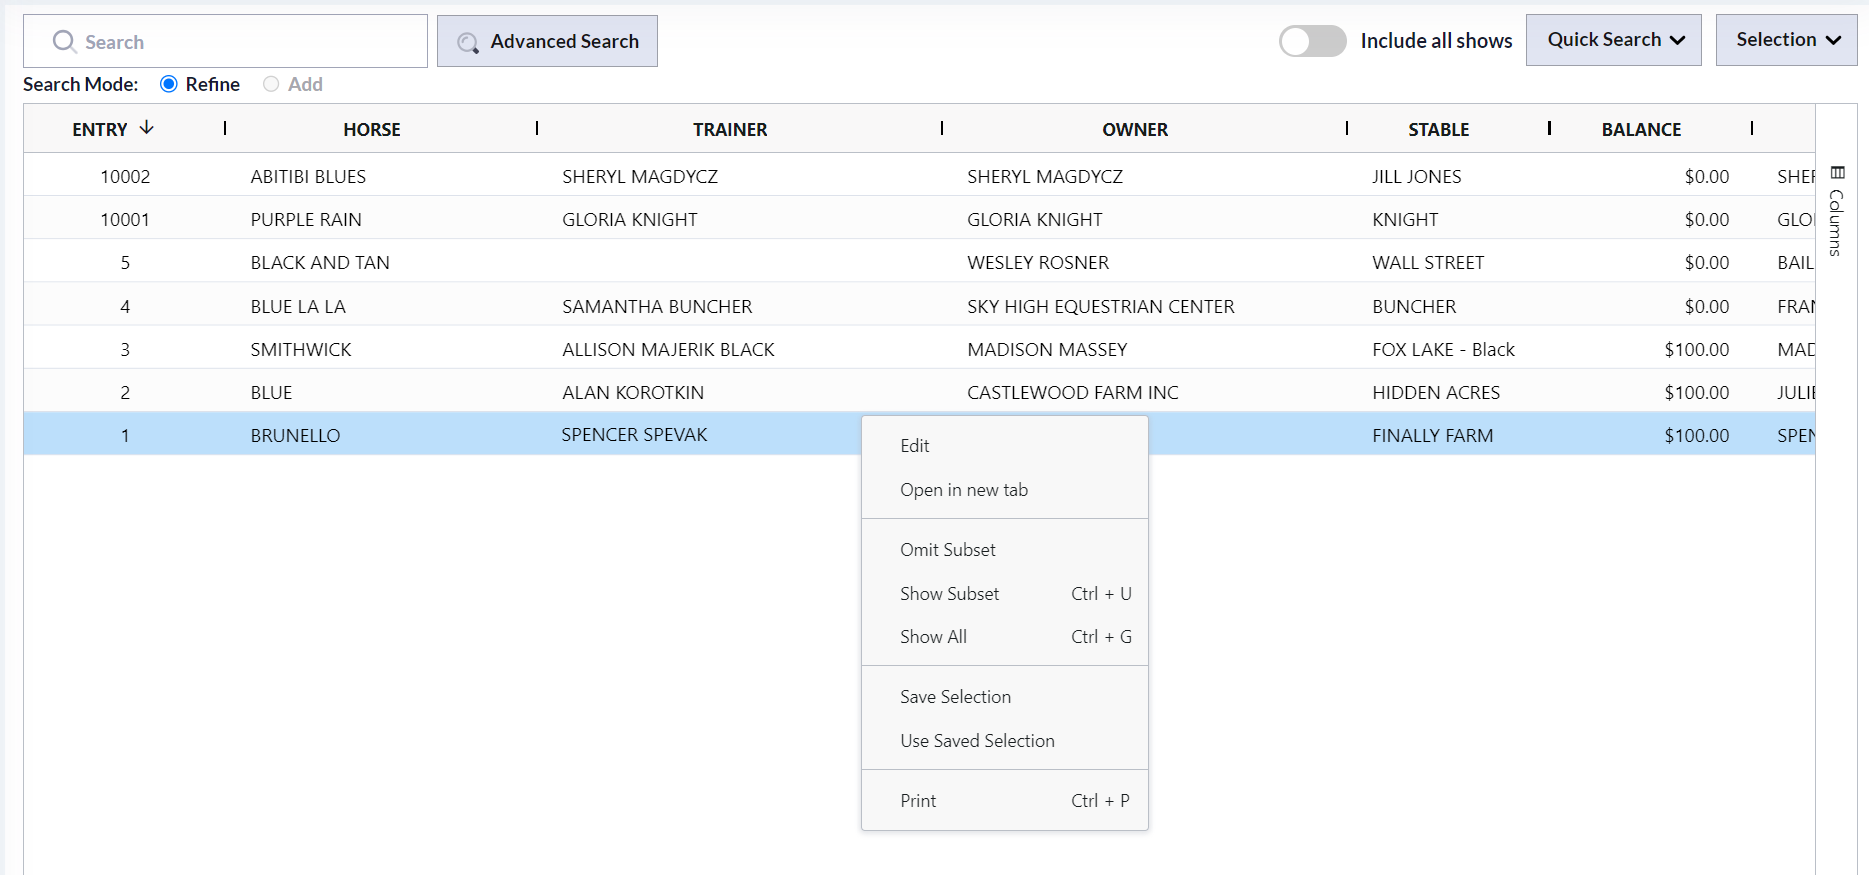 Search Advanced Search Include all shows Quick Search Selection
Search Mode: Refine Add
ENTRY HORSE TRAINER OWNER STABLE BALANCE
10002 ABITIBI BLUES SHERYL MAGDYCZ SHERYL MAGDYCZ JILL JONES $0.00 SHER
10001 PURPLE RAIN GLORIA KNIGHT GLORIA KNIGHT KNIGHT $0.00 GLOI
5 BLACK AND TAN WESLEY ROSNER WALL STREET $0.00 BAIL
4 BLUE LA LA SAMANTHA BUNCHER SKY HIGH EQUESTRIAN CENTER BUNCHER $0.00 FRAN
3 SMITHWICK ALLISON MAJERIK BLACK MADISON MASSEY FOX LAKE - Black $100.00 MAD
2 BLUE ALAN KOROTKIN CASTLEWOOD FARM INC HIDDEN ACRES $100.00 JULIE
1 BRUNELLO SPENCER SPEVAK FINALLY FARM $100.00 SPEN
Columns
Edit
Open in new tab
Omit Subset
Show Subset Ctrl + U
Show All Ctrl + G
Save Selection
Use Saved Selection
Print Ctrl + P